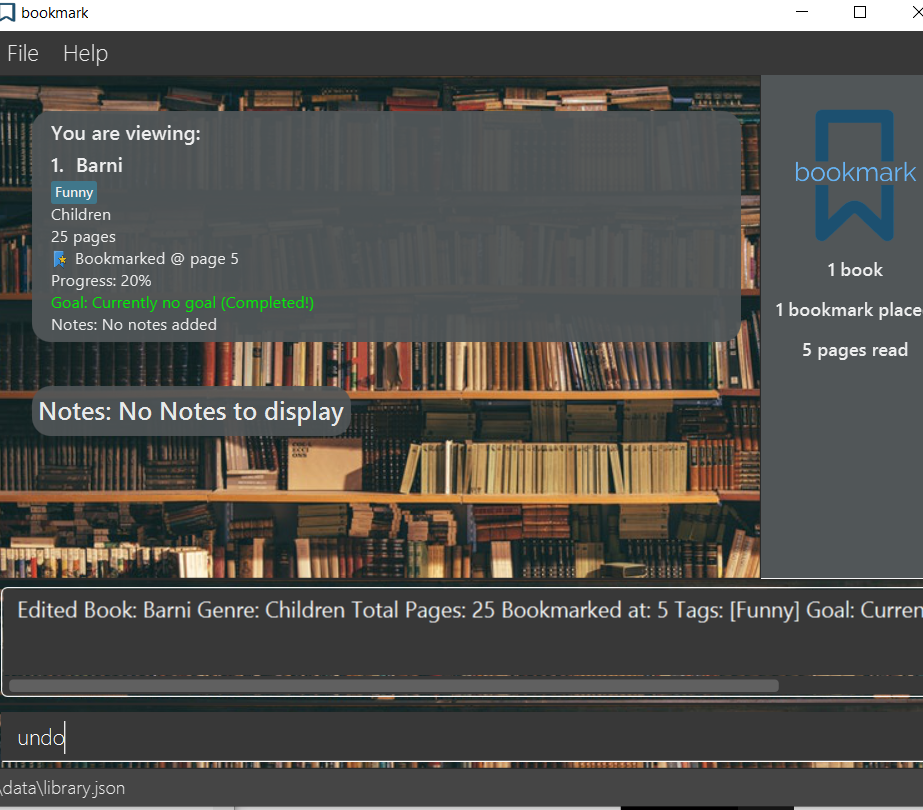 bookmark
File Help
You are viewing:
1. Barni
Funny
Children
25 pages
Bookmarked @ page 5
Progress: 20%
Goal: Currently no goal (Completed!)
Notes: No notes added
Notes: No Notes to display
bookmark
1 book
1 bookmark place
5 pages read
Edited Book: Barni Genre: Children Total Pages: 25 Bookmarked at: 5 Tags: [Funny] Goal: Curren
undo
\data\library.json